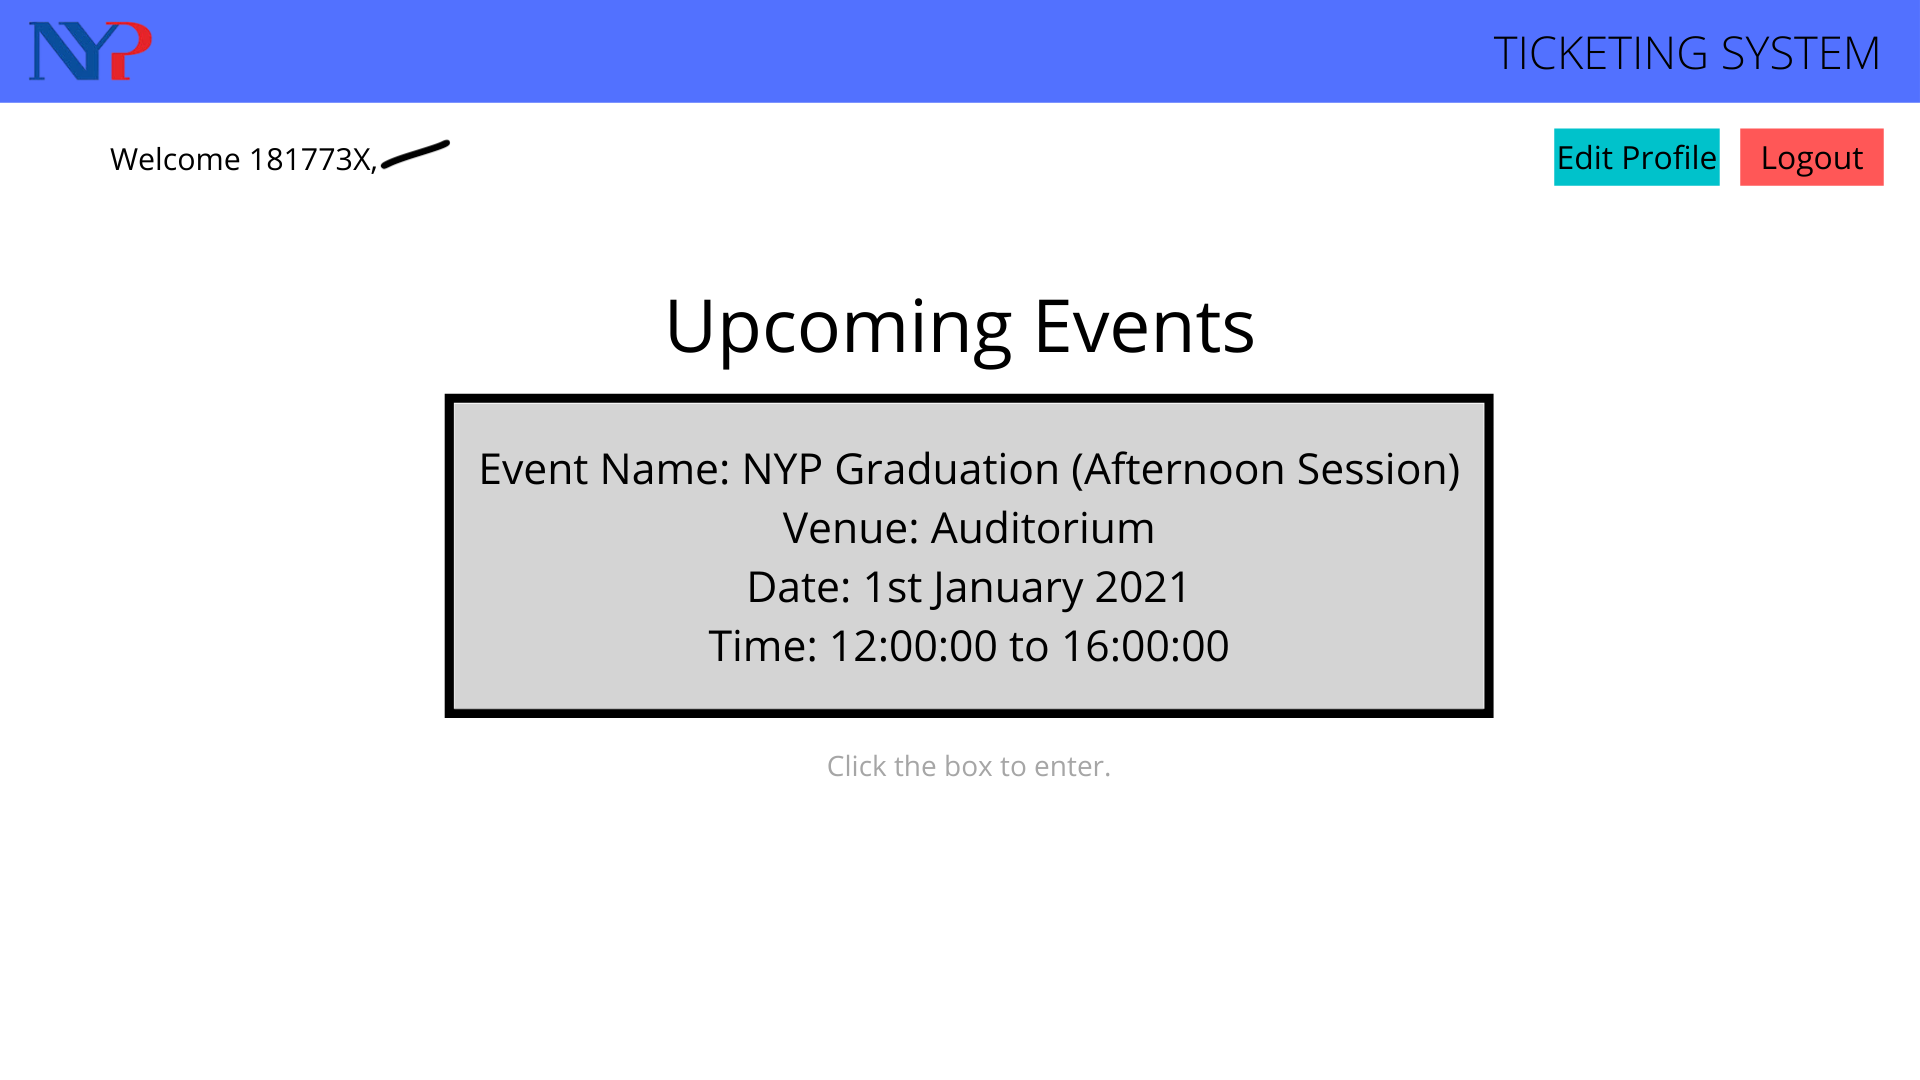 NYP
TICKETING SYSTEM
Welcome 181773X,
Edit Profile
Logout
Upcoming Events
Event Name: NYP Graduation (Afternoon Session)
Venue: Auditorium
Date: 1st January 2021
Time: 12:00:00 to 16:00:00
Click the box to enter.